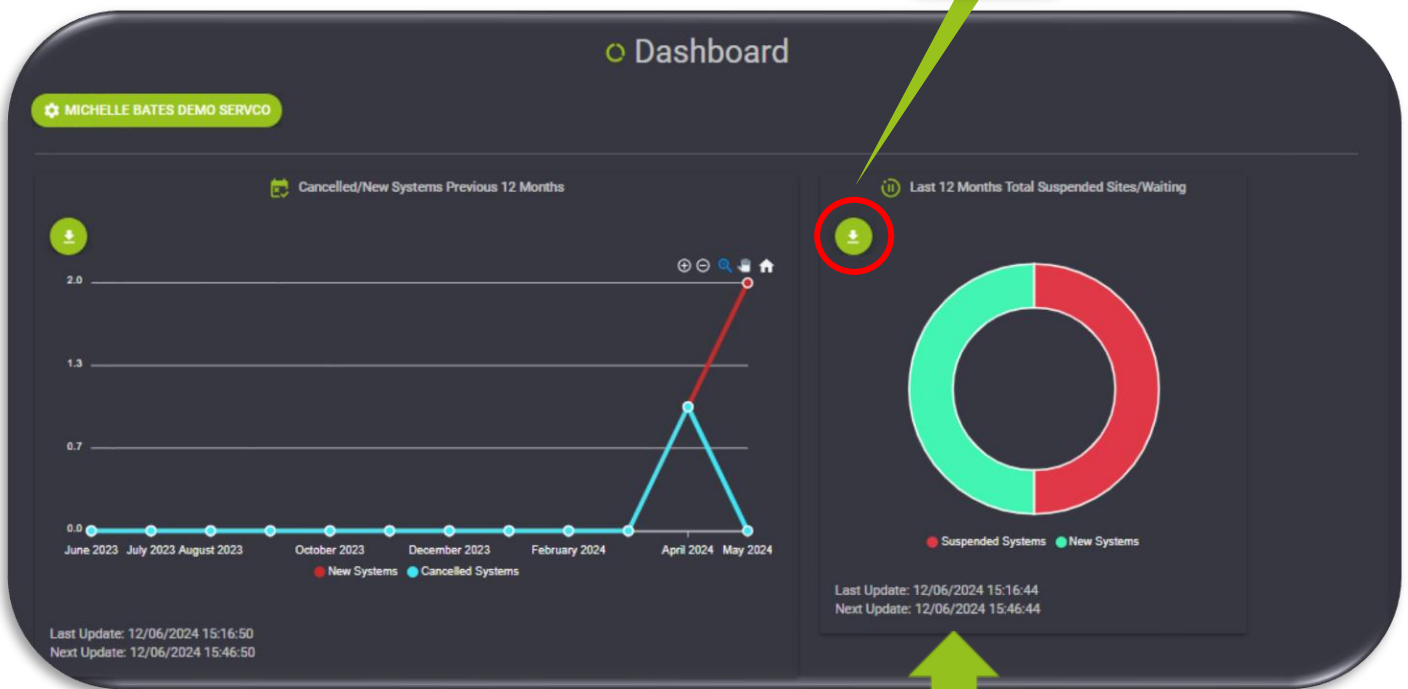 Dashboard
MICHELLE BATES DEMO SERVCO
Cancelled/New Systems Previous 12 Months
2.0
1.3
0.7
0.0
June 2023 July 2023 August 2023 October 2023 December 2023 February 2024 April 2024 May 2024
New Systems Cancelled Systems
Last Update: 12/06/2024 15:16:50
Next Update: 12/06/2024 15:46:50
Last 12 Months Total Suspended Sites/Waiting
Suspended Systems New Systems
Last Update: 12/06/2024 15:16:44
Next Update: 12/06/2024 15:46:44